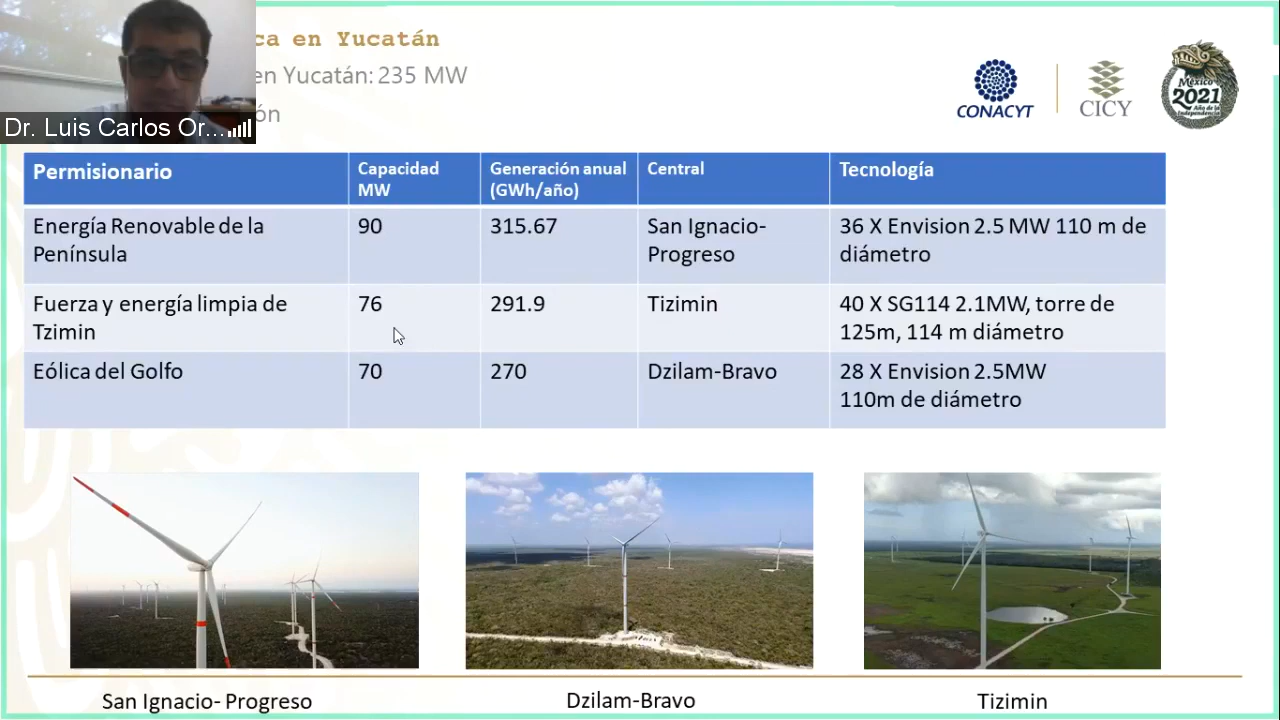 ca en Yucatán
en Yucatán: 235 MW
ón
Dr. Luis Carlos Or...
CONACYT
CICY
México
2021
Año de la
Independencia
Permisionario
Capacidad
MW
Generación anual
(GWh/año)
Central
Tecnología
Energía Renovable de la
Península
90
315.67
San Ignacio-
Progreso
36 X Envision 2.5 MW 110 m de
diámetro
Fuerza y energía limpia de
Tzimin
76
291.9
Tizimin
40 X SG114 2.1MW, torre de
125m, 114 m diámetro
Eólica del Golfo
70
270
Dzilam-Bravo
28 X Envision 2.5MW
110m de diámetro
San Ignacio- Progreso
Dzilam-Bravo
Tizimin